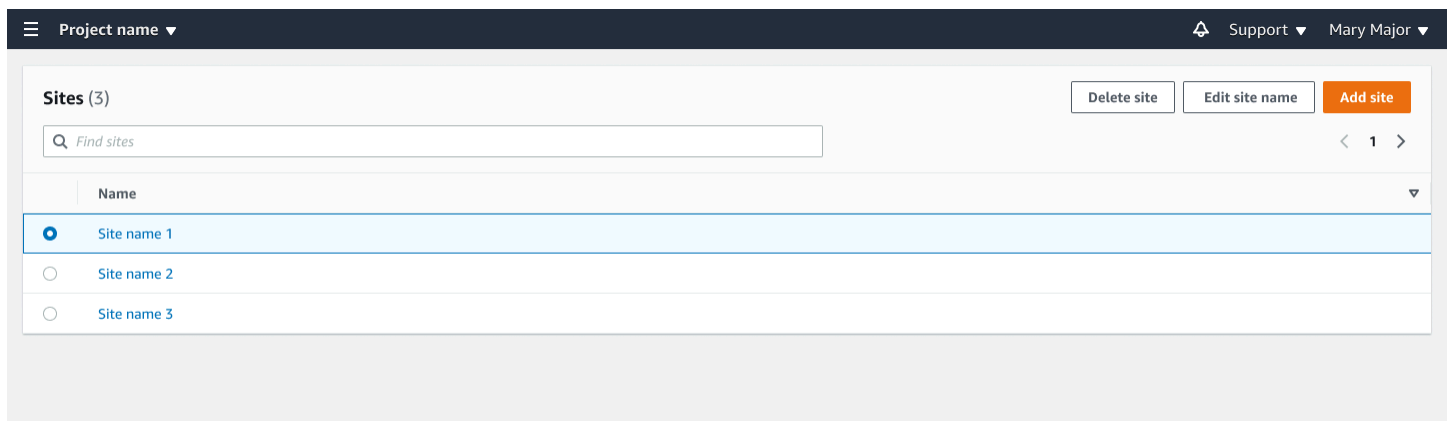 Project name Support Mary Major
Sites (3) Delete site Edit site name Add site
Find sites 1
Name
Site name 1
Site name 2
Site name 3